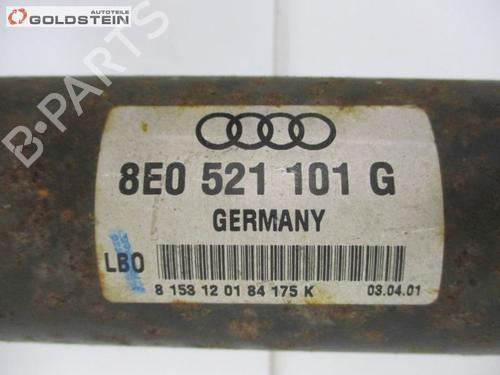 AUTOTEILE
GOLDSTEIN
B-PARTS
8E0 521 101 G
GERMANY
LBO
8 153 12 01 84 175 K
03.04.01